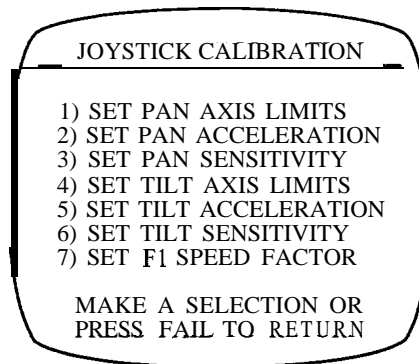 JOYSTICK CALIBRATION
1) SET PAN AXIS LIMITS
2) SET PAN ACCELERATION
3) SET PAN SENSITIVITY
4) SET TILT AXIS LIMITS
5) SET TILT ACCELERATION
6) SET TILT SENSITIVITY
7) SET F1 SPEED FACTOR
MAKE A SELECTION OR
PRESS FAIL TO RETURN